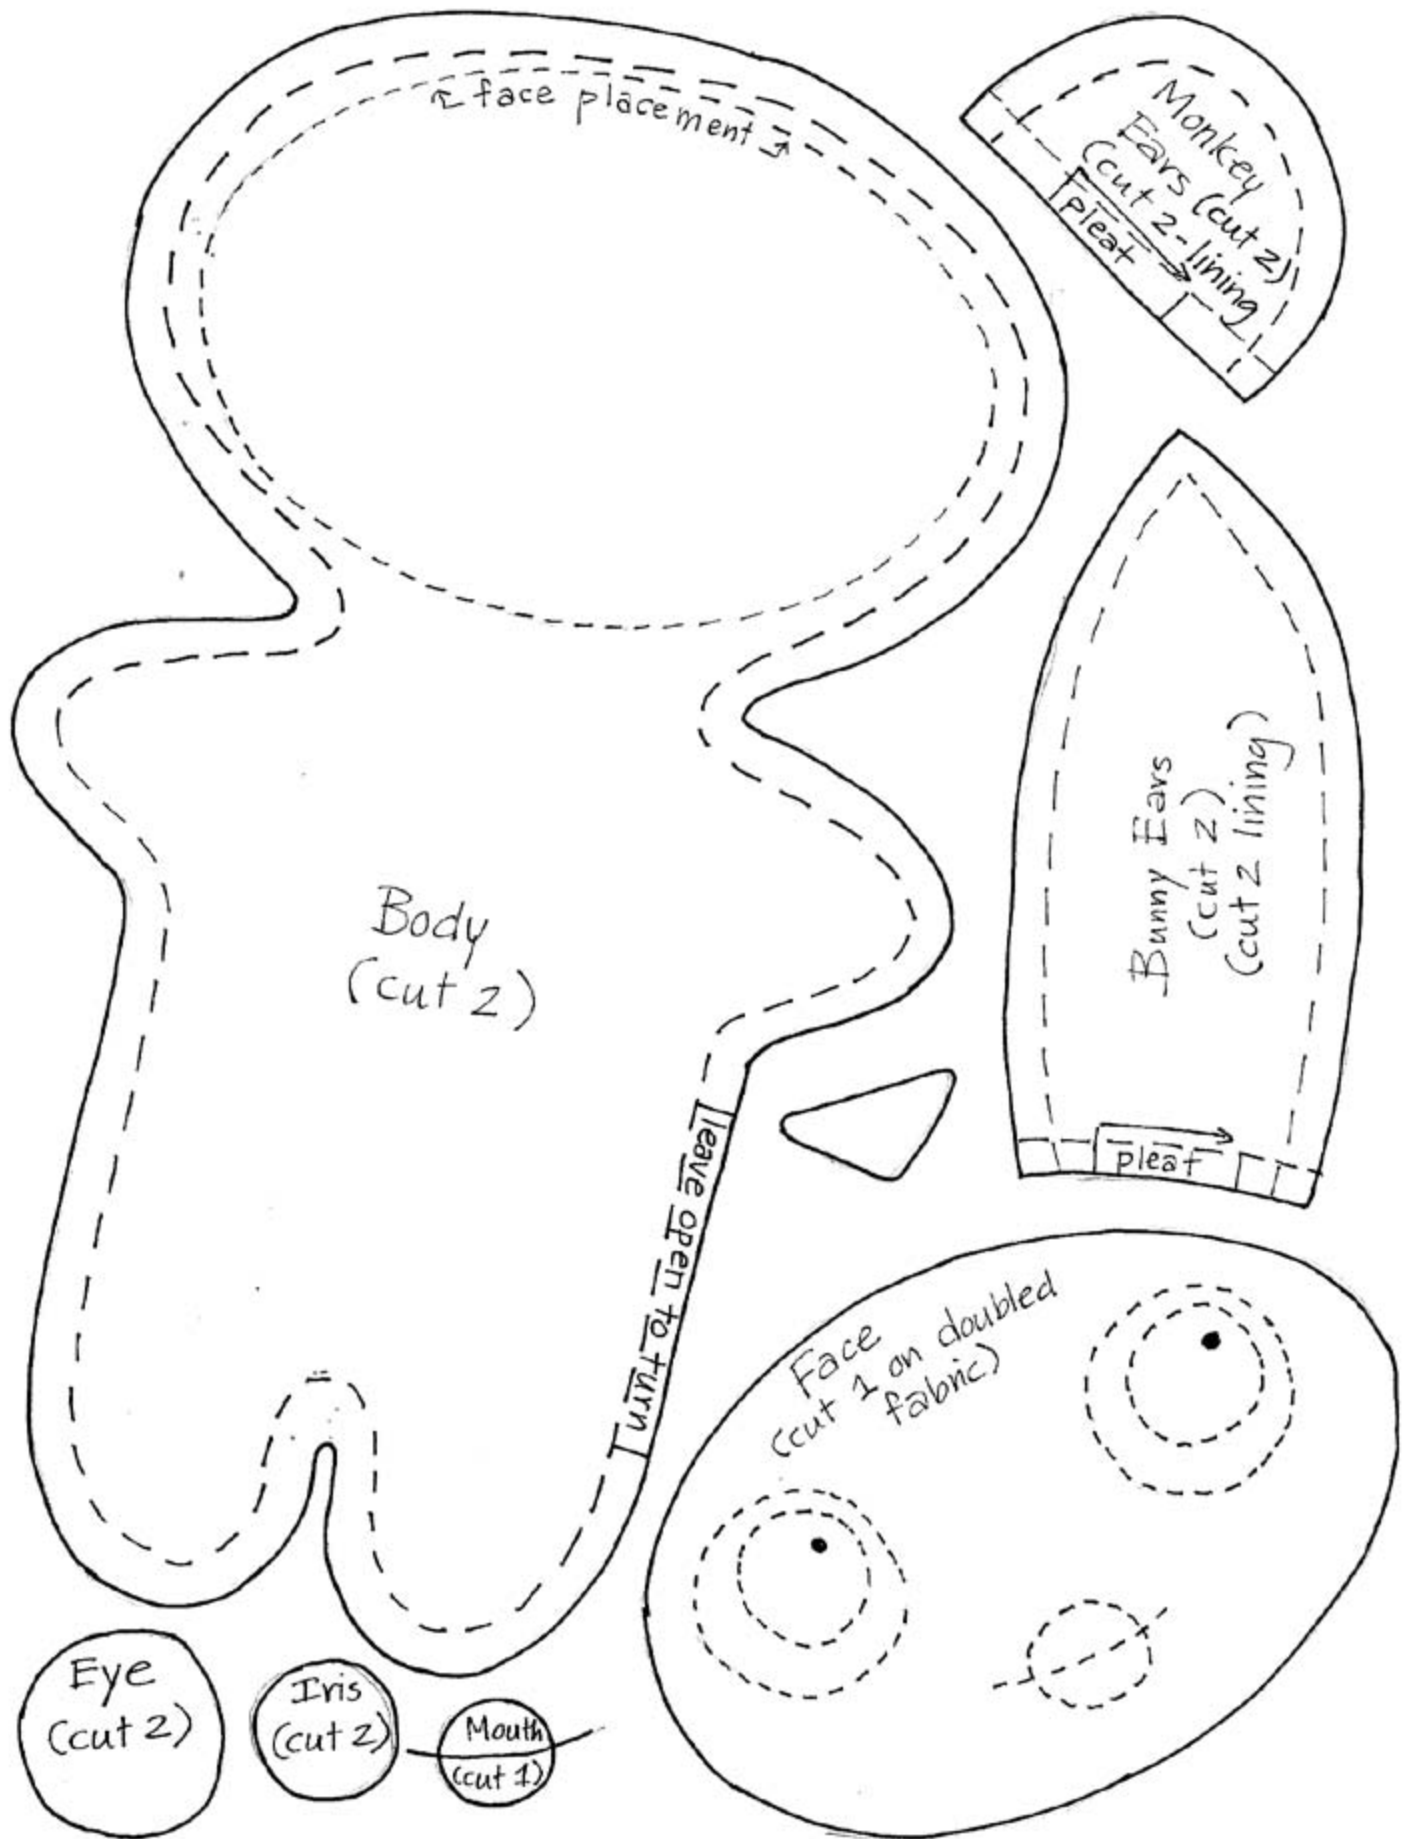 face placement
Monkey
Ears (cut 2)
(cut 2-lining
pleat
Bunny Ears
(cut 2)
(cut 2 lining)
pleat
Body
(cut 2)
leave open to turn
Face
(cut 1 on doubled
fabric)
Eye
(cut 2)
Iris
(cut 2)
Mouth
(cut 1)